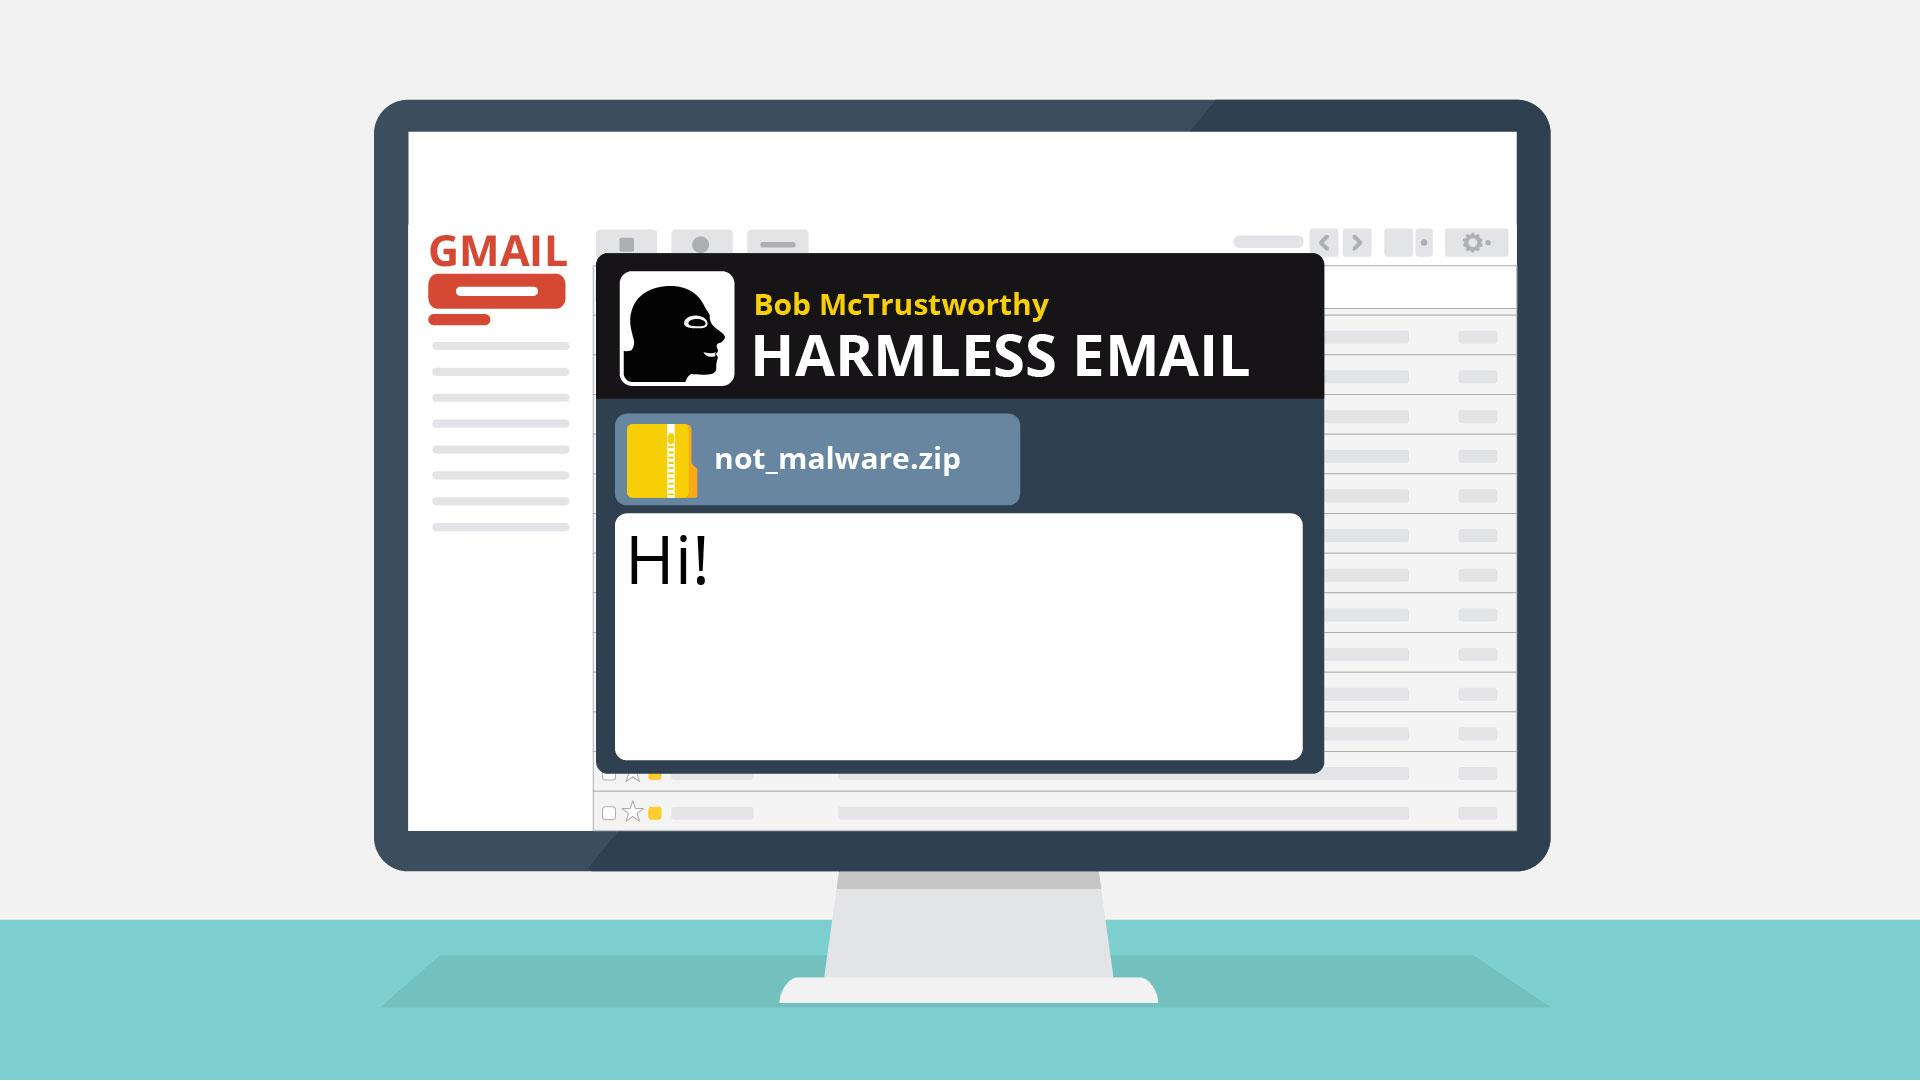 GMAIL
Bob McTrustworthy
HARMLESS EMAIL
not_malware.zip
Hi!